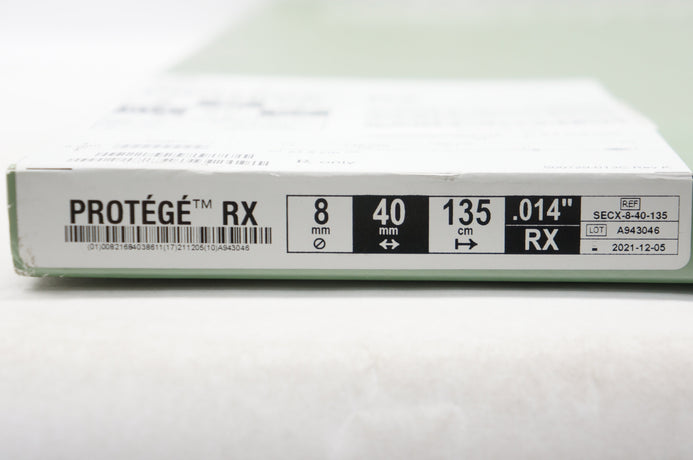 PROTÉGÉ™ RX
(01)00821684038611(17)211205(10)A943046
8
mm
40
mm
135
cm
.014"
RX
REF
SECX-8-40-135
LOT A943046
2021-12-05